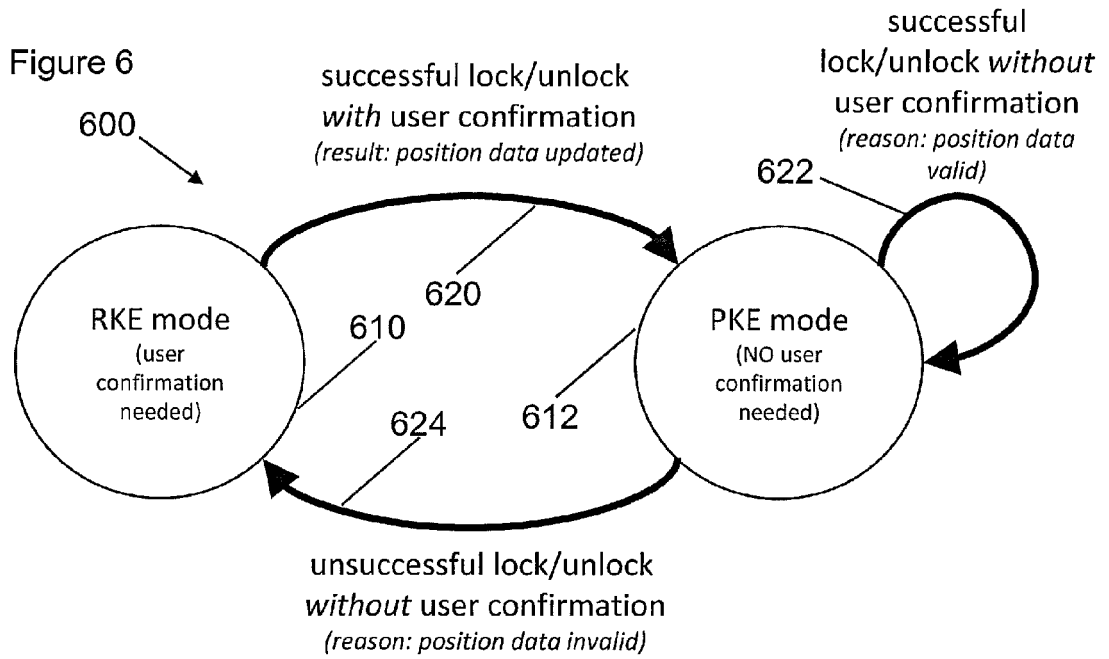 Figure 6
600
successful lock/unlock
with user confirmation
(result: position data updated)
successful
lock/unlock without
user confirmation
(reason: position data
valid)
622
620
RKE mode
(user
confirmation
needed)
610
612
PKE mode
(NO user
confirmation
needed)
624
unsuccessful lock/unlock
without user confirmation
(reason: position data invalid)